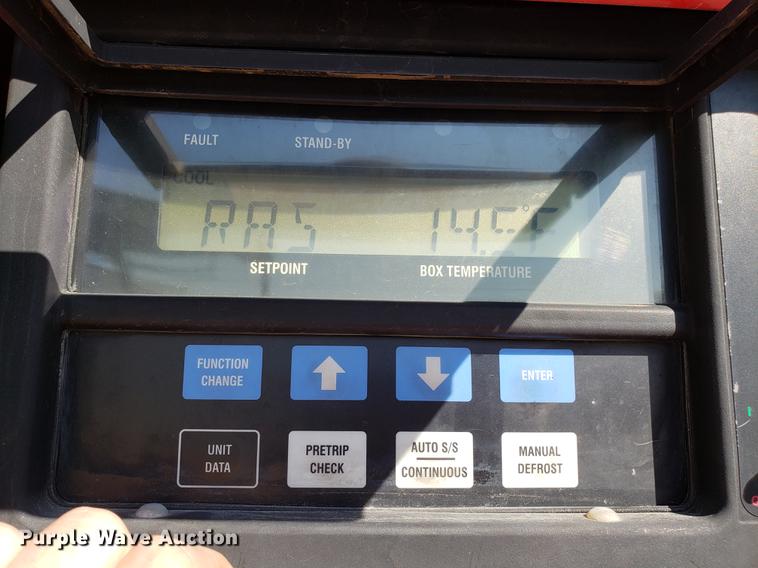 FAULT
STAND-BY
COOL
RAS 14.5°F
SETPOINT
BOX TEMPERATURE
FUNCTION
CHANGE
ENTER
UNIT
DATA
PRETRIP
CHECK
AUTO S/S
CONTINUOUS
MANUAL
DEFROST
Purple Wave Auction